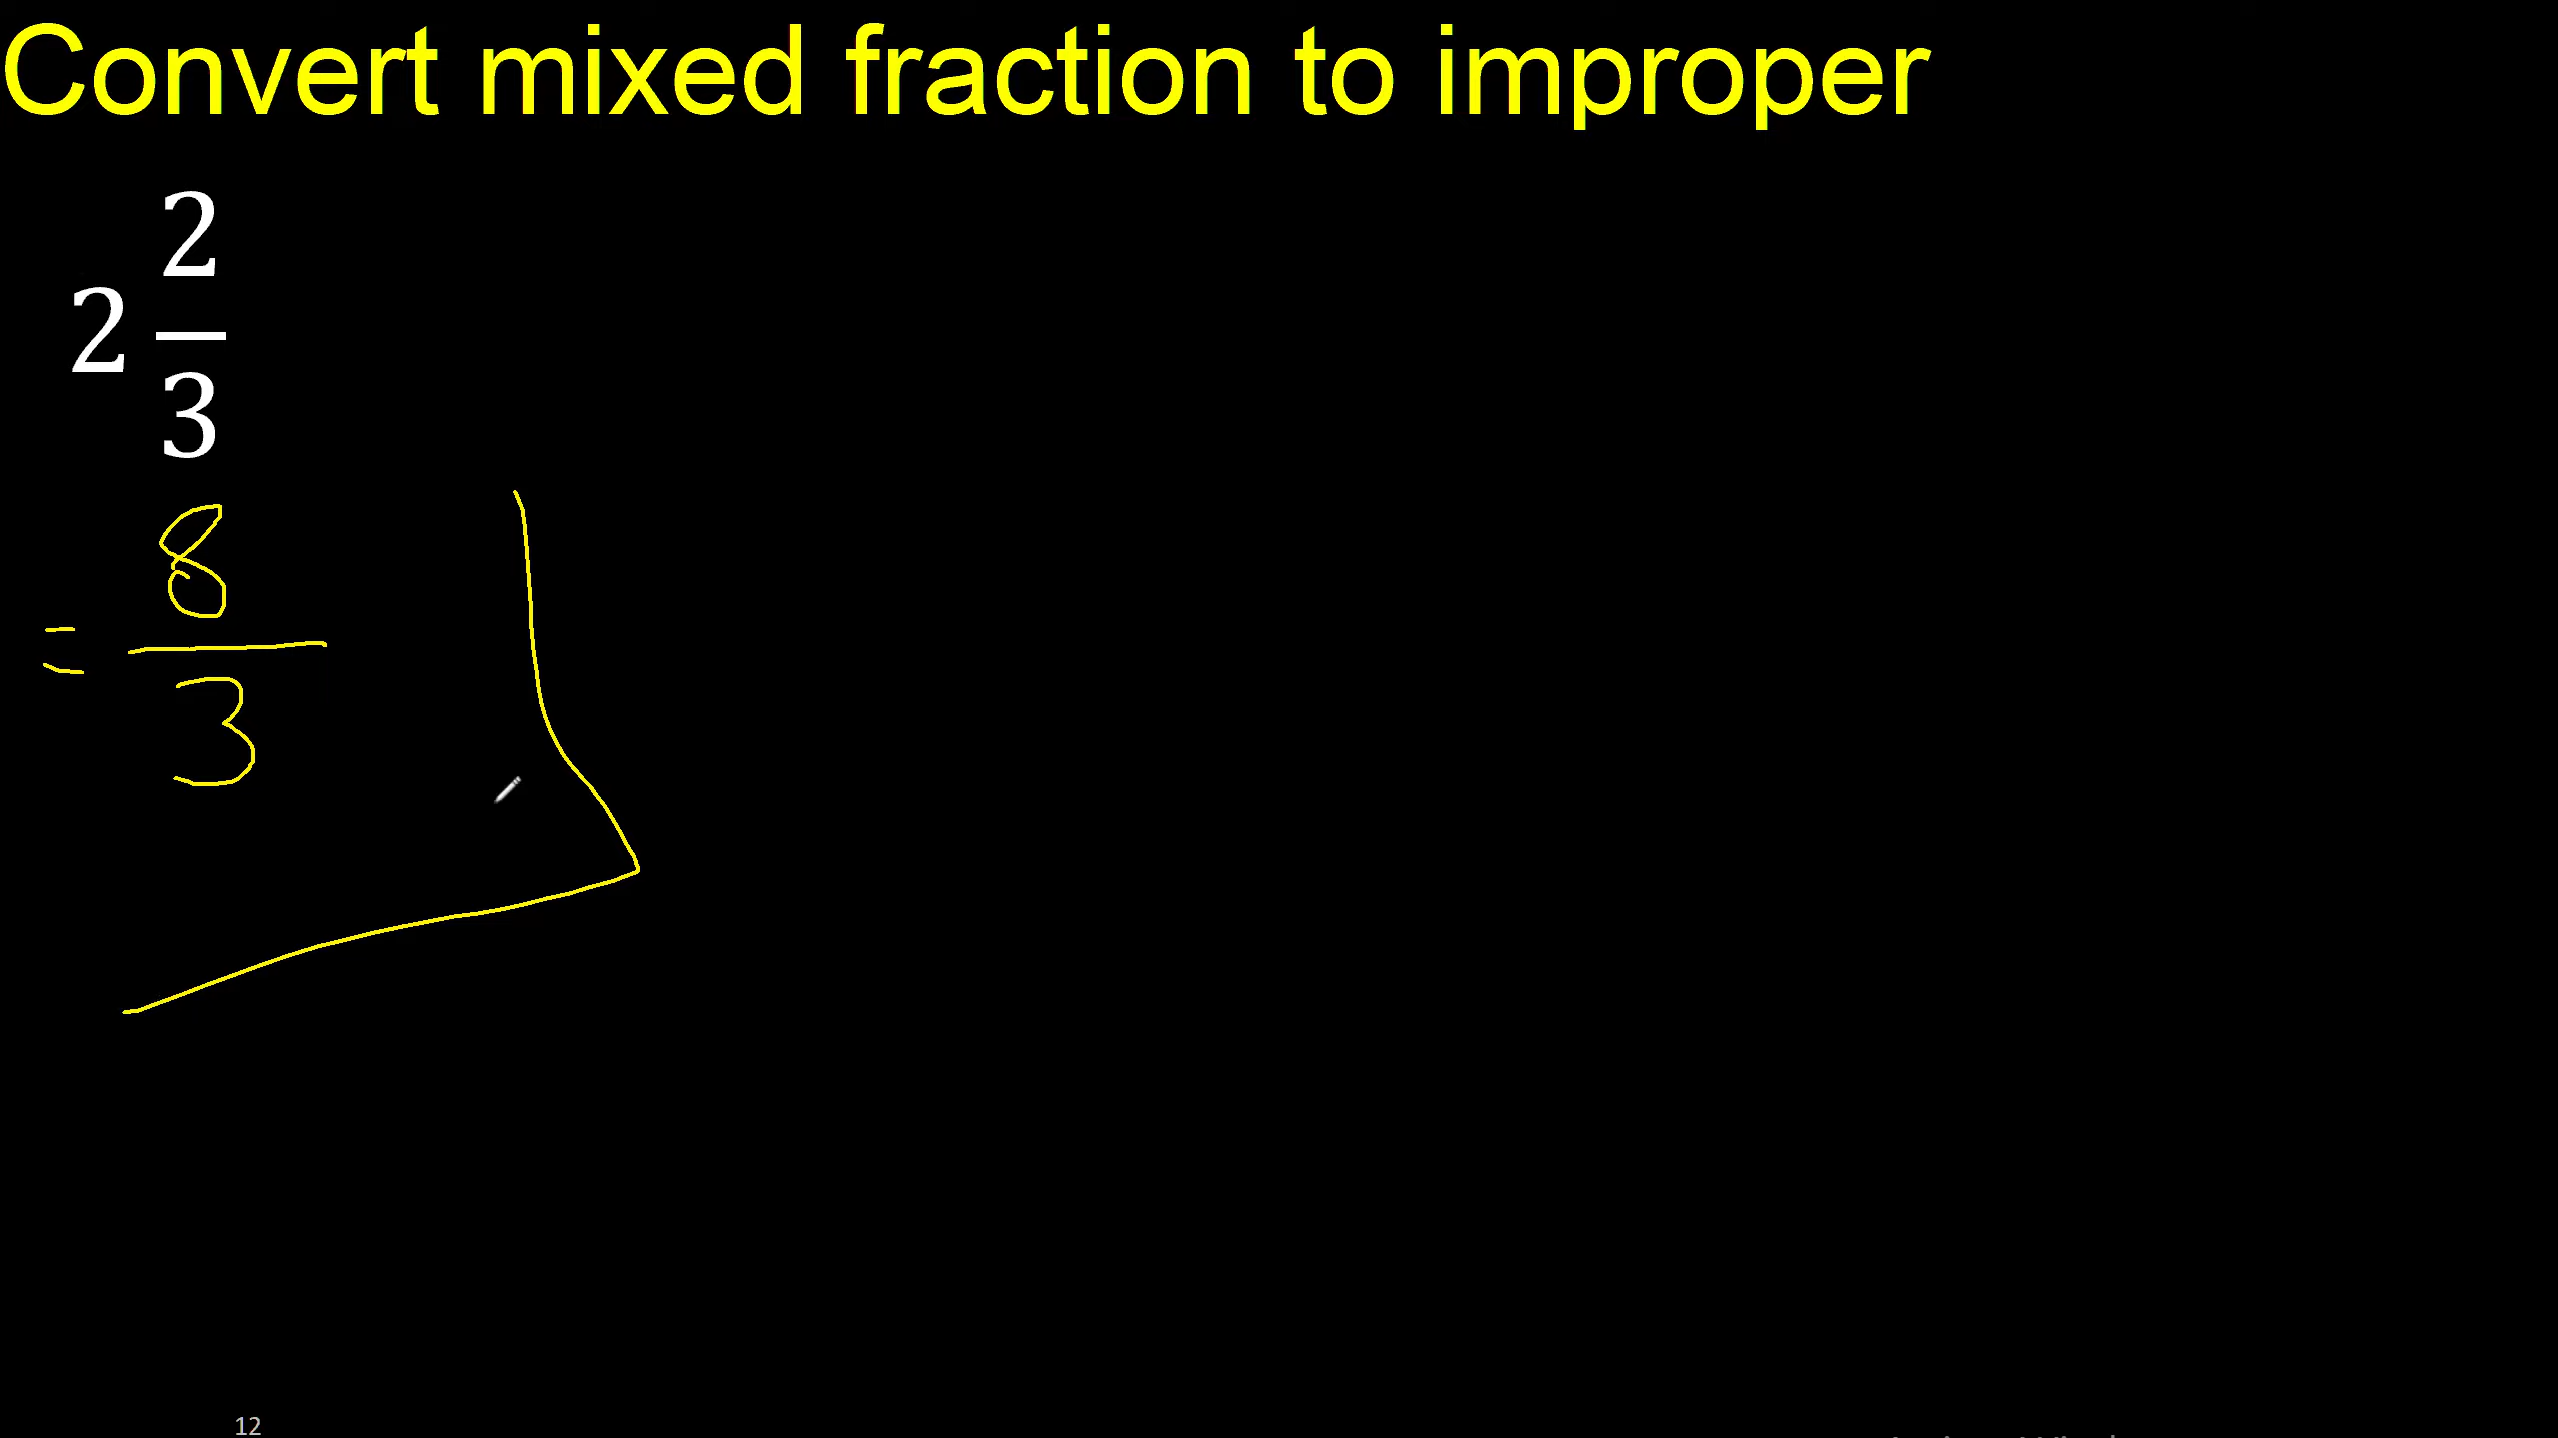 Convert mixed fraction to improper
2 2/3
= 8/3
12